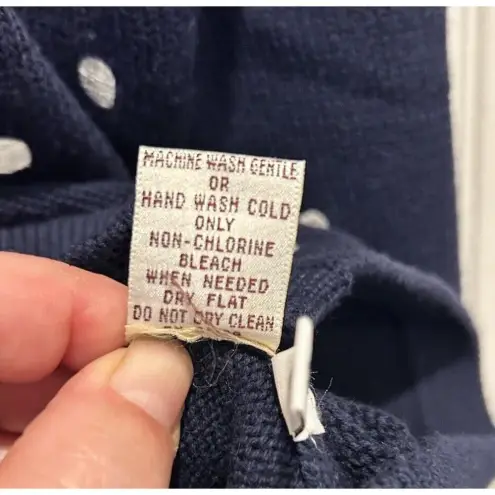 MACHINE WASH GENTLE
OR
HAND WASH COLD
ONLY
NON-CHLORINE
BLEACH
WHEN NEEDED
DRY FLAT
DO NOT DRY CLEAN